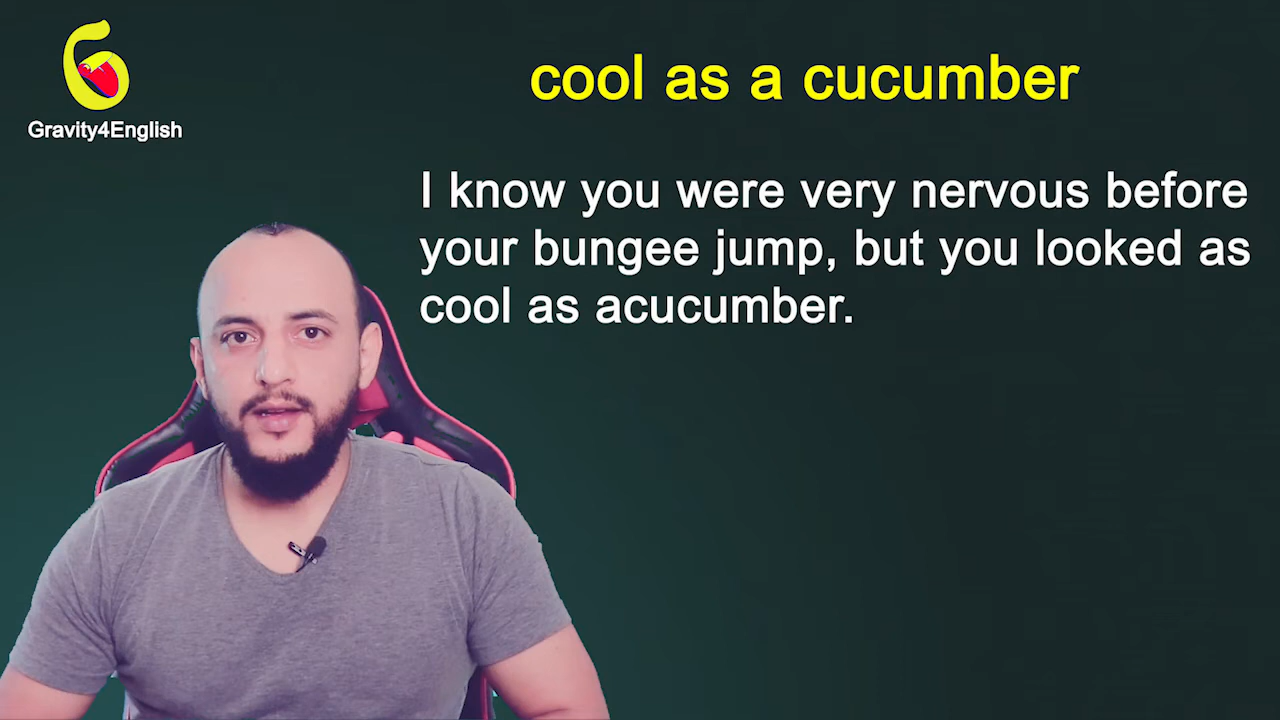 cool as a cucumber
Gravity4English
I know you were very nervous before
your bungee jump, but you looked as
cool as acucumber.